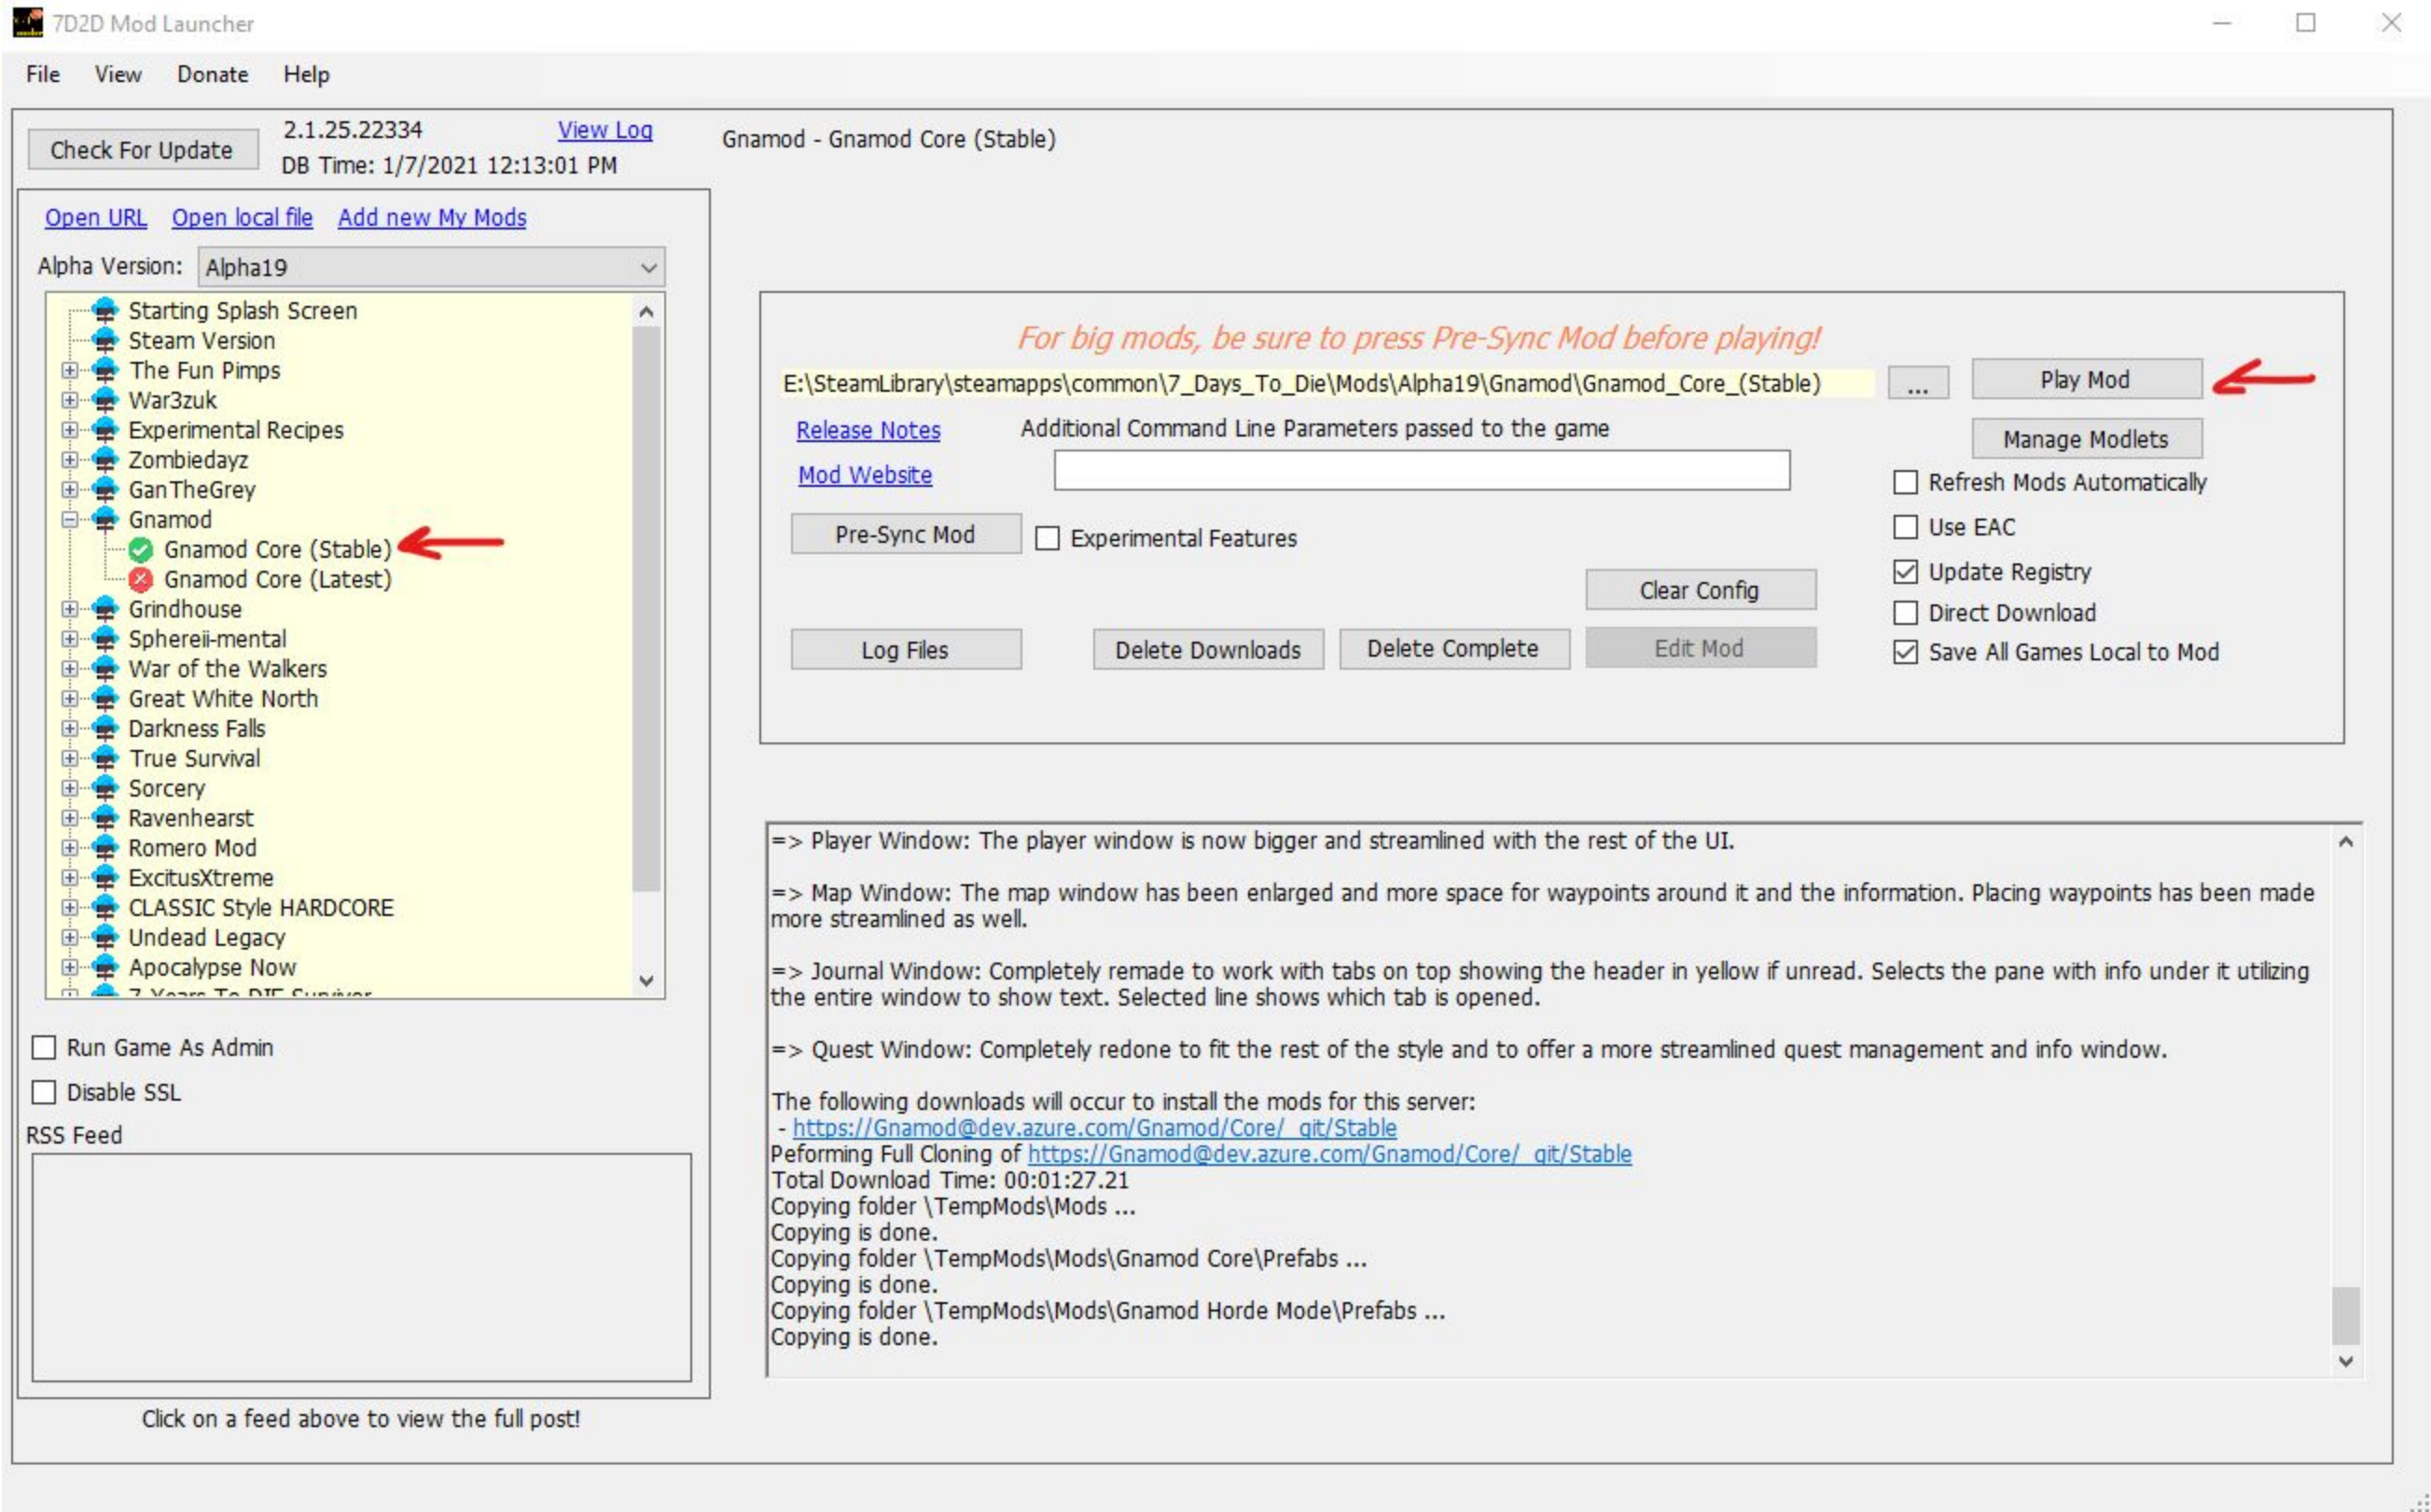 7D2D Mod Launcher
File View Donate Help
Check For Update
2.1.25.22334
View Log
DB Time: 1/7/2021 12:13:01 PM
Open URL Open local file Add new My Mods
Alpha Version: Alpha19
Starting Splash Screen
Steam Version
The Fun Pimps
War3zuk
Experimental Recipes
Zombiedayz
GanTheGrey
Gnamod
Gnamod Core (Stable)
Gnamod Core (Latest)
Grindhouse
Sphereii-mental
War of the Walkers
Great White North
Darkness Falls
True Survival
Sorcery
Ravenhearst
Romero Mod
ExcitusXtreme
CLASSIC Style HARDCORE
Undead Legacy
Apocalypse Now
7 Years To DIE Survivor
Run Game As Admin
Disable SSL
RSS Feed
Click on a feed above to view the full post!
Gnamod - Gnamod Core (Stable)
For big mods, be sure to press Pre-Sync Mod before playing!
E:\SteamLibrary\steamapps\common\7_Days_To_Die\Mods\Alpha19\Gnamod\Gnamod_Core_(Stable)
...
Play Mod
Release Notes
Additional Command Line Parameters passed to the game
Manage Modlets
Mod Website
Refresh Mods Automatically
Pre-Sync Mod
Experimental Features
Use EAC
Update Registry
Clear Config
Direct Download
Log Files
Delete Downloads
Delete Complete
Edit Mod
Save All Games Local to Mod
=> Player Window: The player window is now bigger and streamlined with the rest of the UI.
=> Map Window: The map window has been enlarged and more space for waypoints around it and the information. Placing waypoints has been made
more streamlined as well.
=> Journal Window: Completely remade to work with tabs on top showing the header in yellow if unread. Selects the pane with info under it utilizing
the entire window to show text. Selected line shows which tab is opened.
=> Quest Window: Completely redone to fit the rest of the style and to offer a more streamlined quest management and info window.
The following downloads will occur to install the mods for this server:
- https://Gnamod@dev.azure.com/Gnamod/Core/_git/Stable
Peforming Full Cloning of https://Gnamod@dev.azure.com/Gnamod/Core/_git/Stable
Total Download Time: 00:01:27.21
Copying folder \TempMods\Mods ...
Copying is done.
Copying folder \TempMods\Mods\Gnamod Core\Prefabs ...
Copying is done.
Copying folder \TempMods\Mods\Gnamod Horde Mode\Prefabs ...
Copying is done.